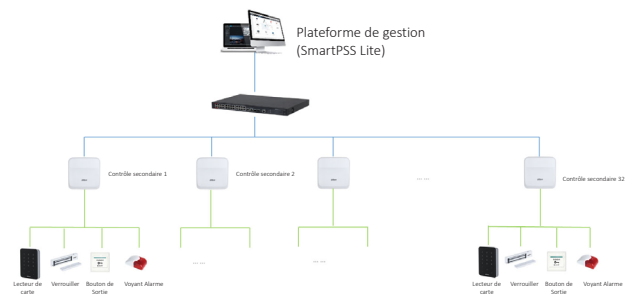 Plateforme de gestion
(SmartPSS Lite)
Contrôle secondaire 1
Contrôle secondaire 2
... ...
Contrôle secondaire 32
... ...
... ...
Lecteur de
carte
Verrouiller
Bouton de
Sortie
Voyant Alarme
Lecteur de
carte
Verrouiller
Bouton de
Sortie
Voyant Alarme